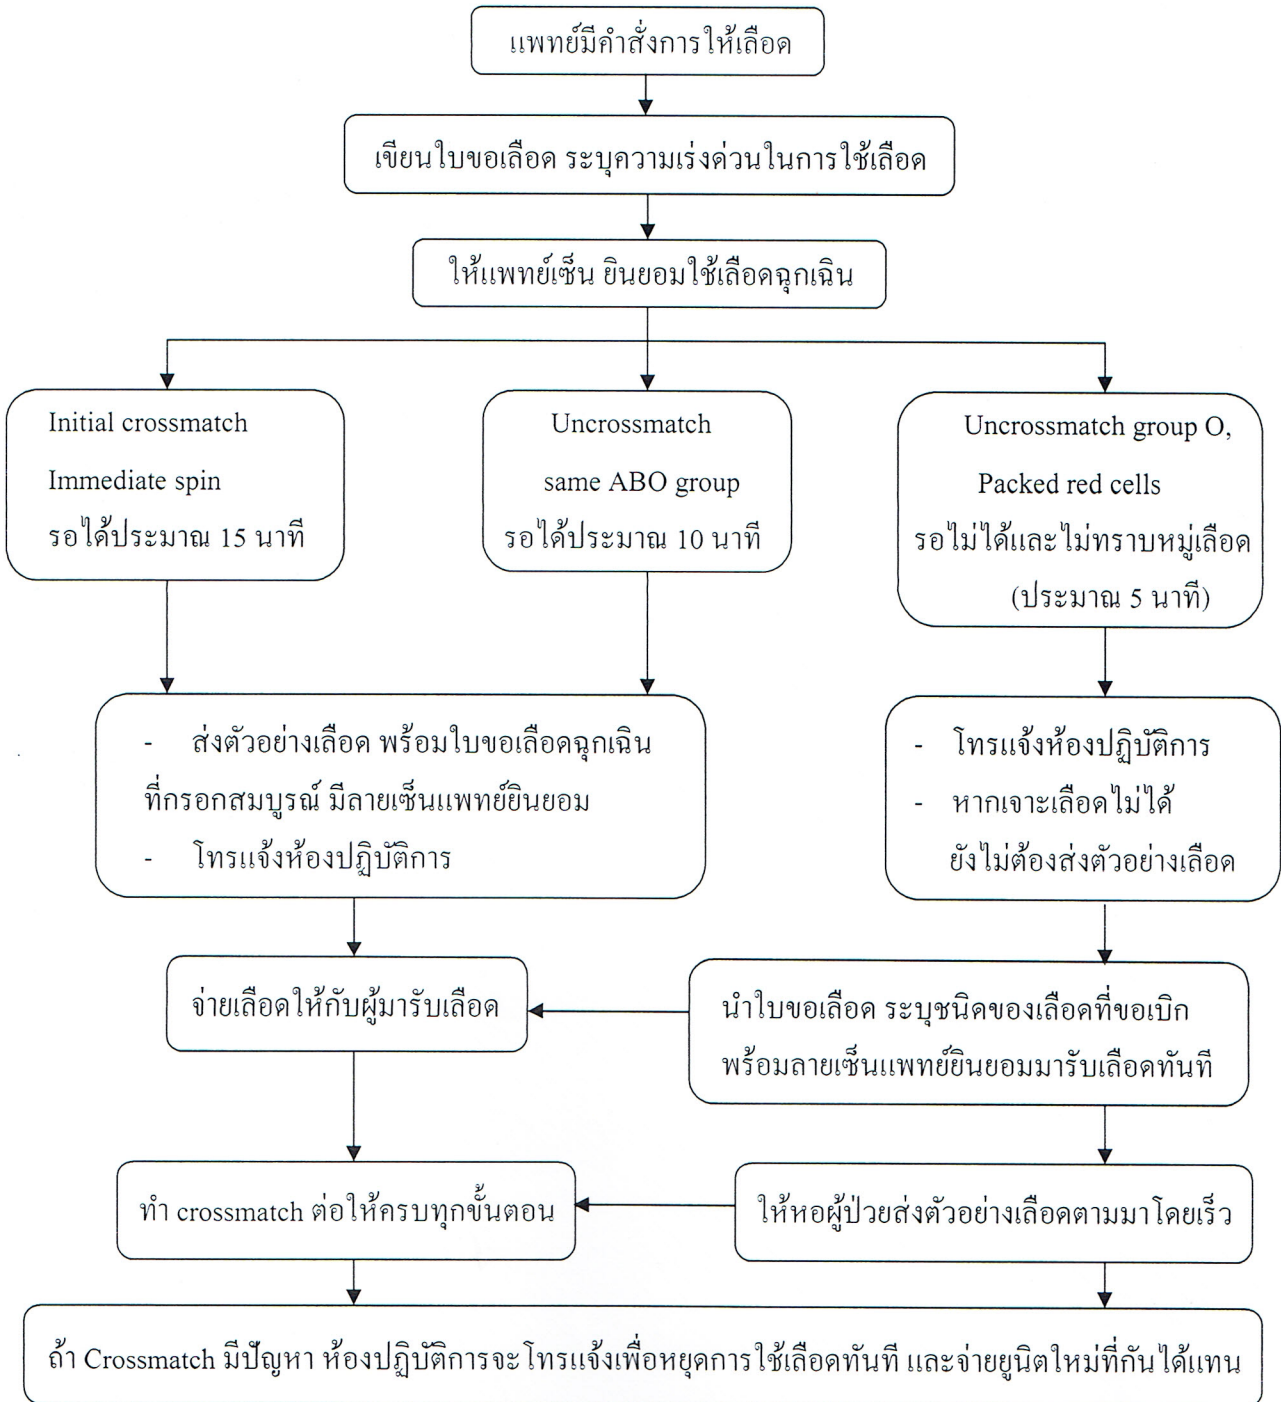 แพทย์มีคำสั่งการให้เลือด
เขียนใบขอเลือด ระบุความเร่งด่วนในการใช้เลือด
ให้แพทย์เซ็น ยินยอมใช้เลือดฉุกเฉิน
Initial crossmatch
Immediate spin
รอได้ประมาณ 15 นาที
Uncrossmatch
same ABO group
รอได้ประมาณ 10 นาที
Uncrossmatch group O,
Packed red cells
รอไม่ได้และไม่ทราบหมู่เลือด
(ประมาณ 5 นาที)
- ส่งตัวอย่างเลือด พร้อมใบขอเลือดฉุกเฉิน
ที่กรอกสมบูรณ์ มีลายเซ็นแพทย์ยินยอม
- โทรแจ้งห้องปฏิบัติการ
- โทรแจ้งห้องปฏิบัติการ
- หากเจาะเลือดไม่ได้
ยังไม่ต้องส่งตัวอย่างเลือด
จ่ายเลือดให้กับผู้มารับเลือด
นำใบขอเลือด ระบุชนิดของเลือดที่ขอเบิก
พร้อมลายเซ็นแพทย์ยินยอมมารับเลือดทันที
ทำ crossmatch ต่อให้ครบทุกขั้นตอน
ให้หอผู้ป่วยส่งตัวอย่างเลือดตามมาโดยเร็ว
ถ้า Crossmatch มีปัญหา ห้องปฏิบัติการจะโทรแจ้งเพื่อหยุดการใช้เลือดทันที และจ่ายยูนิตใหม่ที่กันได้แทน